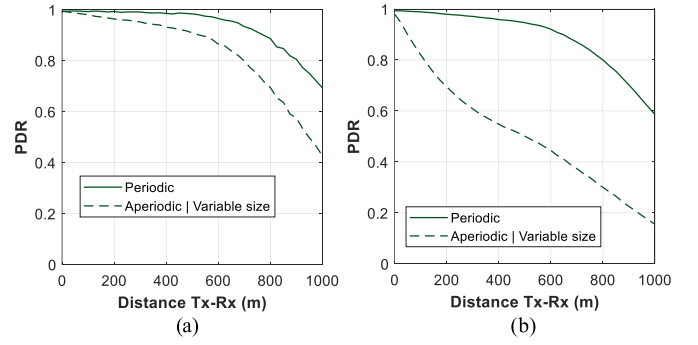 1
0.8
0.6
0.4
0.2
0
PDR
Periodic
Aperiodic | Variable size
0 200 400 600 800 1000
Distance Tx-Rx (m)
(a)
1
0.8
0.6
0.4
0.2
0
PDR
Periodic
Aperiodic | Variable size
0 200 400 600 800 1000
Distance Tx-Rx (m)
(b)